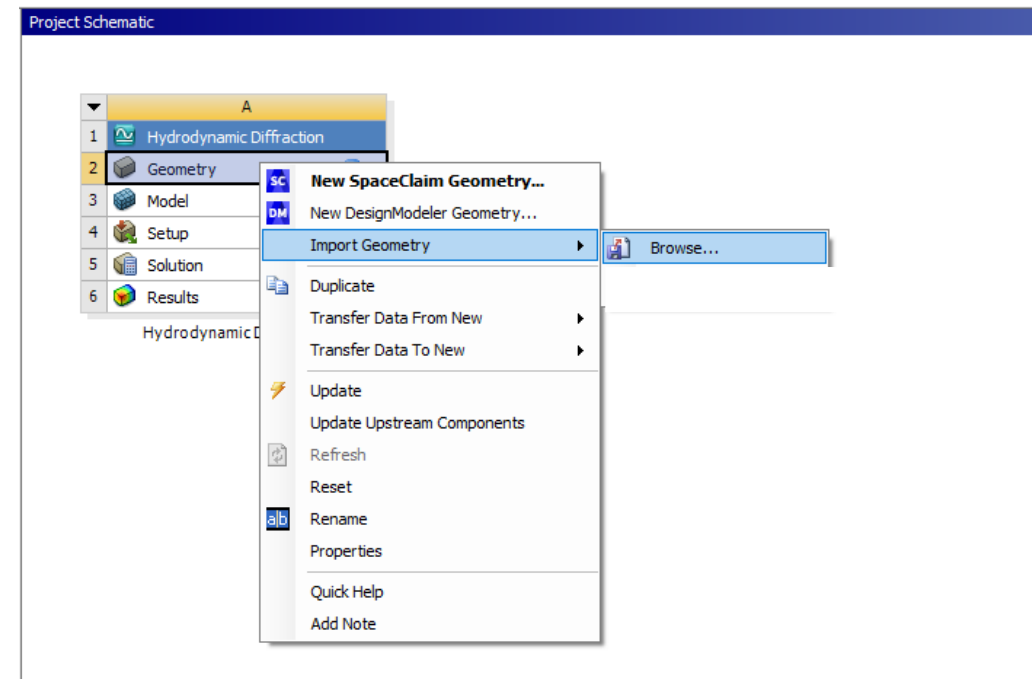 Project Schematic
A
1 Hydrodynamic Diffraction
2 Geometry
3 Model
4 Setup
5 Solution
6 Results
Hydrodynamic D
SC New SpaceClaim Geometry...
DM New DesignModeler Geometry...
Import Geometry
Browse...
Duplicate
Transfer Data From New
Transfer Data To New
Update
Update Upstream Components
Refresh
Reset
a|b Rename
Properties
Quick Help
Add Note